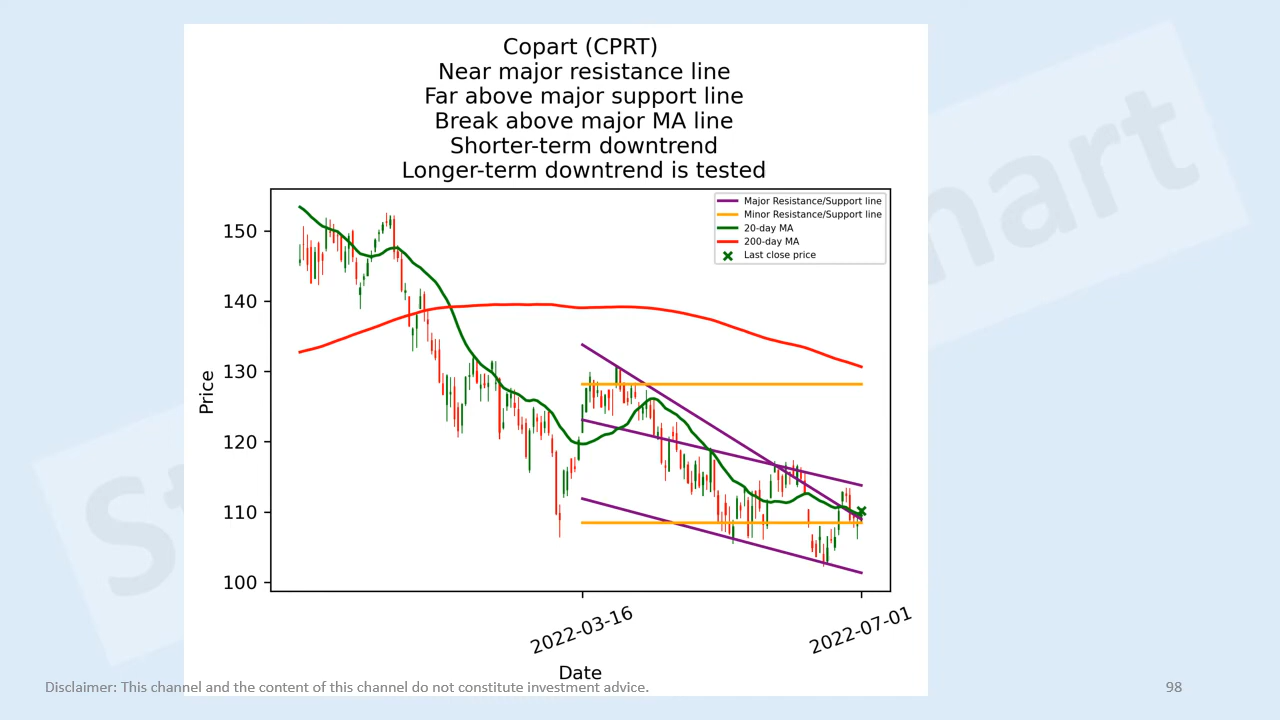 Copart (CPRT)
Near major resistance line
Far above major support line
Break above major MA line
Shorter-term downtrend
Longer-term downtrend is tested
Major Resistance/Support line
Minor Resistance/Support line
20-day MA
200-day MA
Last close price
150
140
130
120
110
100
Price
2022-03-16
2022-07-01
Date
Disclaimer: This channel and the content of this channel do not constitute investment advice.
98